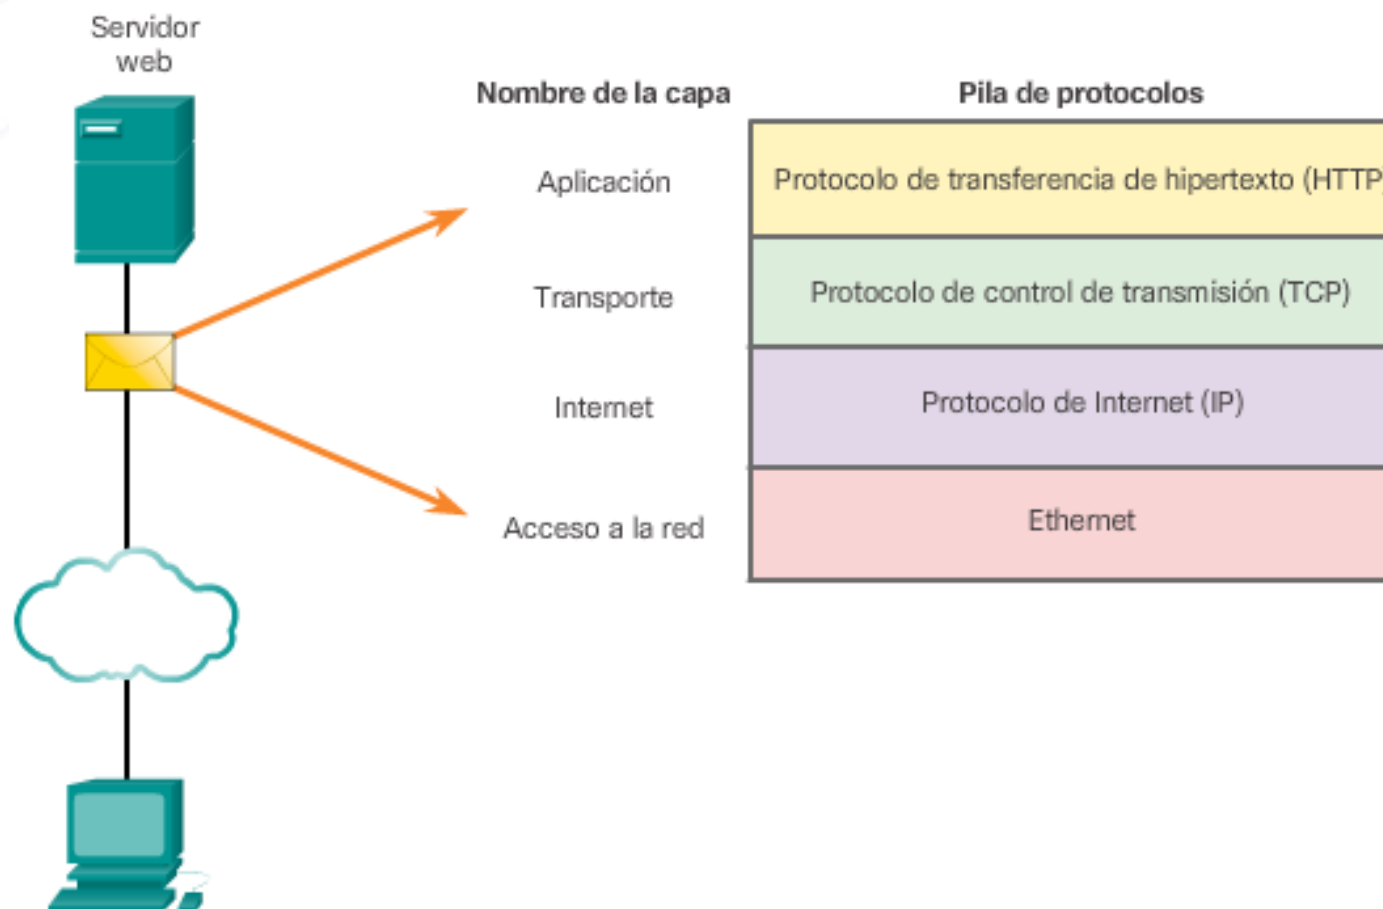 Servidor
web
Nombre de la capa
Pila de protocolos
Aplicación
Protocolo de transferencia de hipertexto (HTTP)
Transporte
Protocolo de control de transmisión (TCP)
Internet
Protocolo de Internet (IP)
Acceso a la red
Ethernet